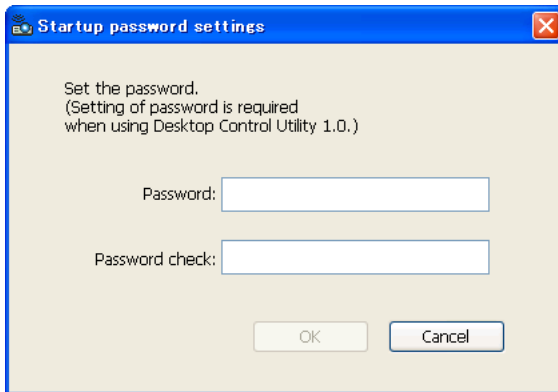 Startup password settings
Set the password.
(Setting of password is required
when using Desktop Control Utility 1.0.)
Password:
Password check:
OK
Cancel